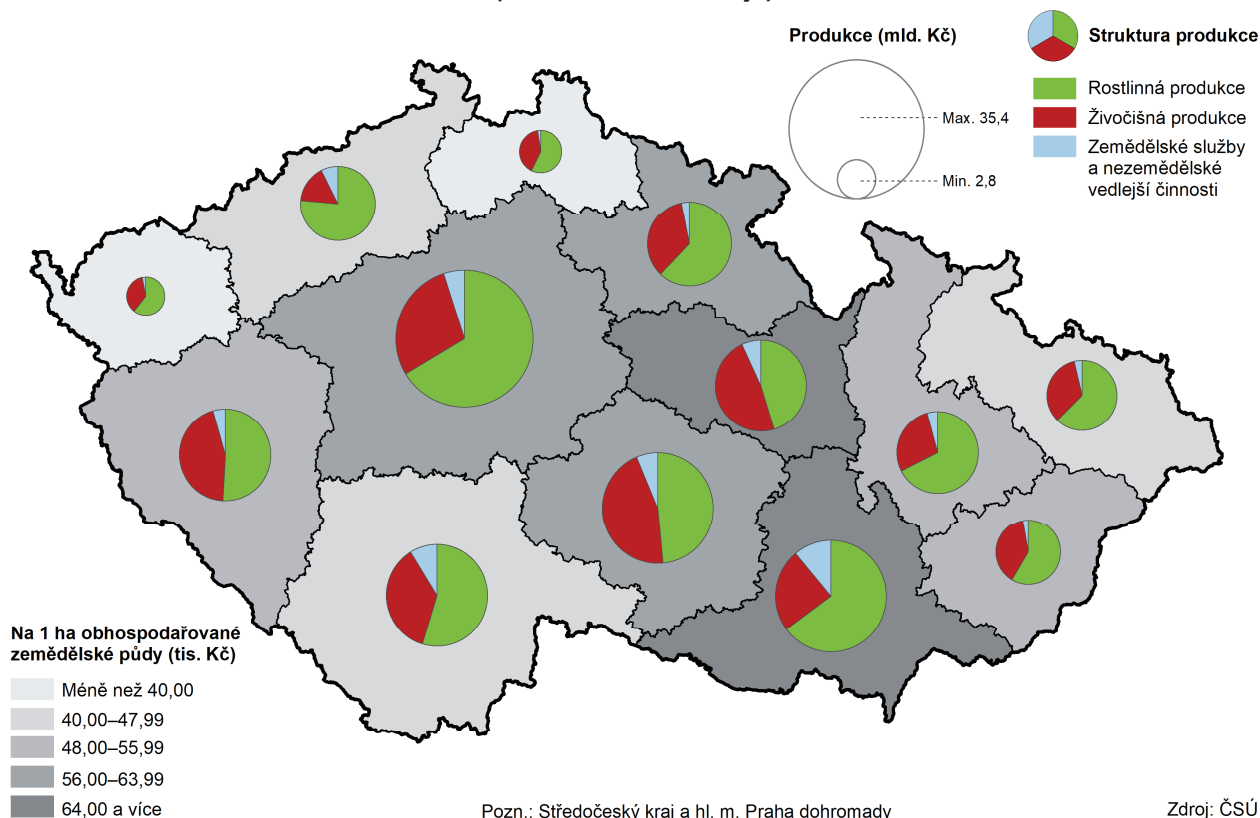 Produkce (mld. Kč)
Max. 35,4
Min. 2,8
Struktura produkce
Rostlinná produkce
Živočišná produkce
Zemědělské služby
a nezemědělské
vedlejší činnosti
Na 1 ha obhospodařované
zemědělské půdy (tis. Kč)
Méně než 40,00
40,00–47,99
48,00–55,99
56,00–63,99
64,00 a více
Pozn.: Středočeský kraj a hl. m. Praha dohromady
Zdroj: ČSÚ